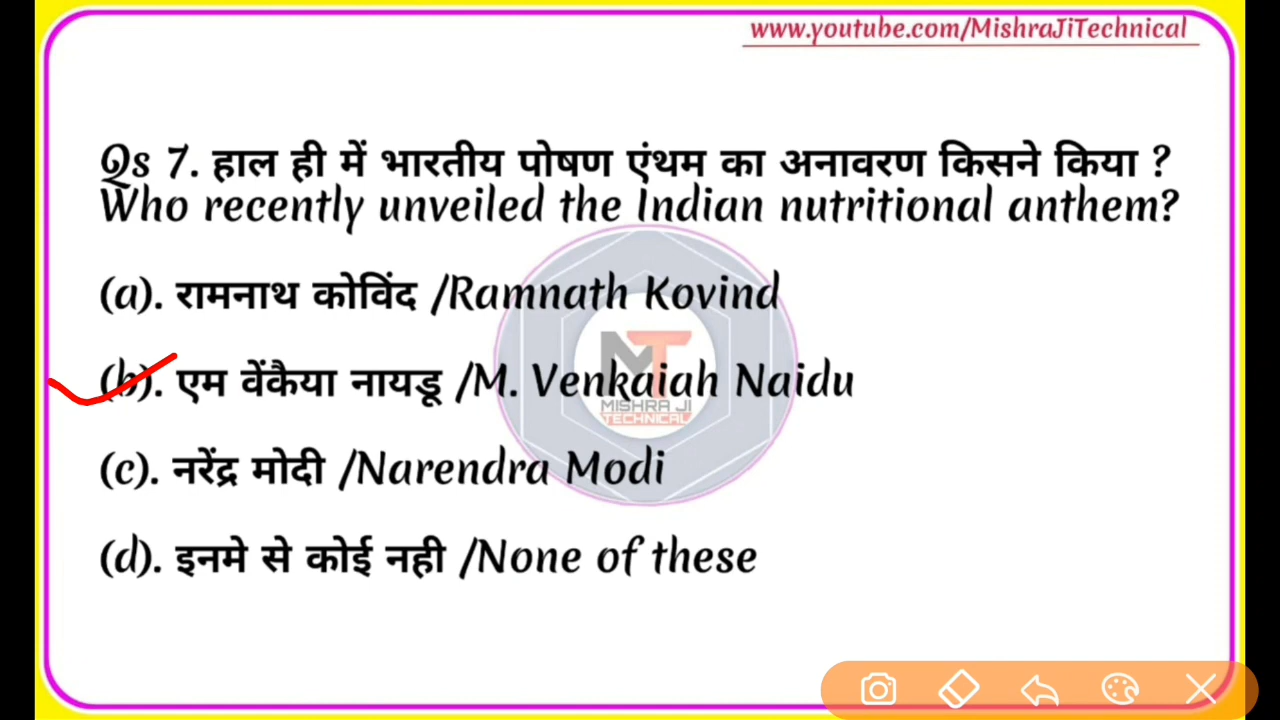 www.youtube.com/MishraJiTechnical
Qs 7. हाल ही में भारतीय पोषण एंथम का अनावरण किसने किया ?
Who recently unveiled the Indian nutritional anthem?
(a). रामनाथ कोविंद /Ramnath Kovind
(b). एम वेंकैया नायडू /M. Venkaiah Naidu
MT
MISHRA JI
TECHNICAL
(c). नरेंद्र मोदी /Narendra Modi
(d). इनमे से कोई नही /None of these